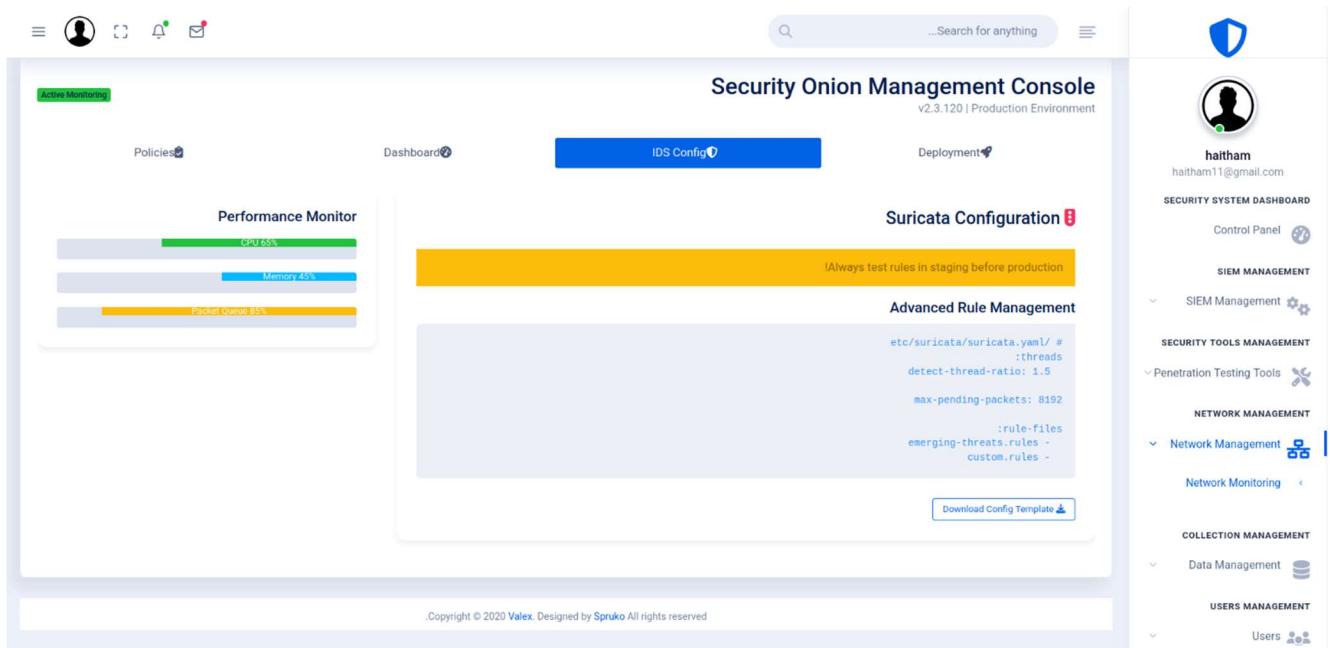 ...Search for anything
Active Monitoring
Security Onion Management Console
v2.3.120 | Production Environment
Policies
Dashboard
IDS Config
Deployment
Performance Monitor
CPU 65%
Memory 45%
Packet Queue 85%
Suricata Configuration
!Always test rules in staging before production
Advanced Rule Management
etc/suricata/suricata.yaml/ #
:threads
detect-thread-ratio: 1.5
max-pending-packets: 8192
:rule-files
emerging-threats.rules -
custom.rules -
Download Config Template
.Copyright © 2020 Valex. Designed by Spruko All rights reserved
haitham
haitham11@gmail.com
SECURITY SYSTEM DASHBOARD
Control Panel
SIEM MANAGEMENT
SIEM Management
SECURITY TOOLS MANAGEMENT
Penetration Testing Tools
NETWORK MANAGEMENT
Network Management
Network Monitoring
COLLECTION MANAGEMENT
Data Management
USERS MANAGEMENT
Users